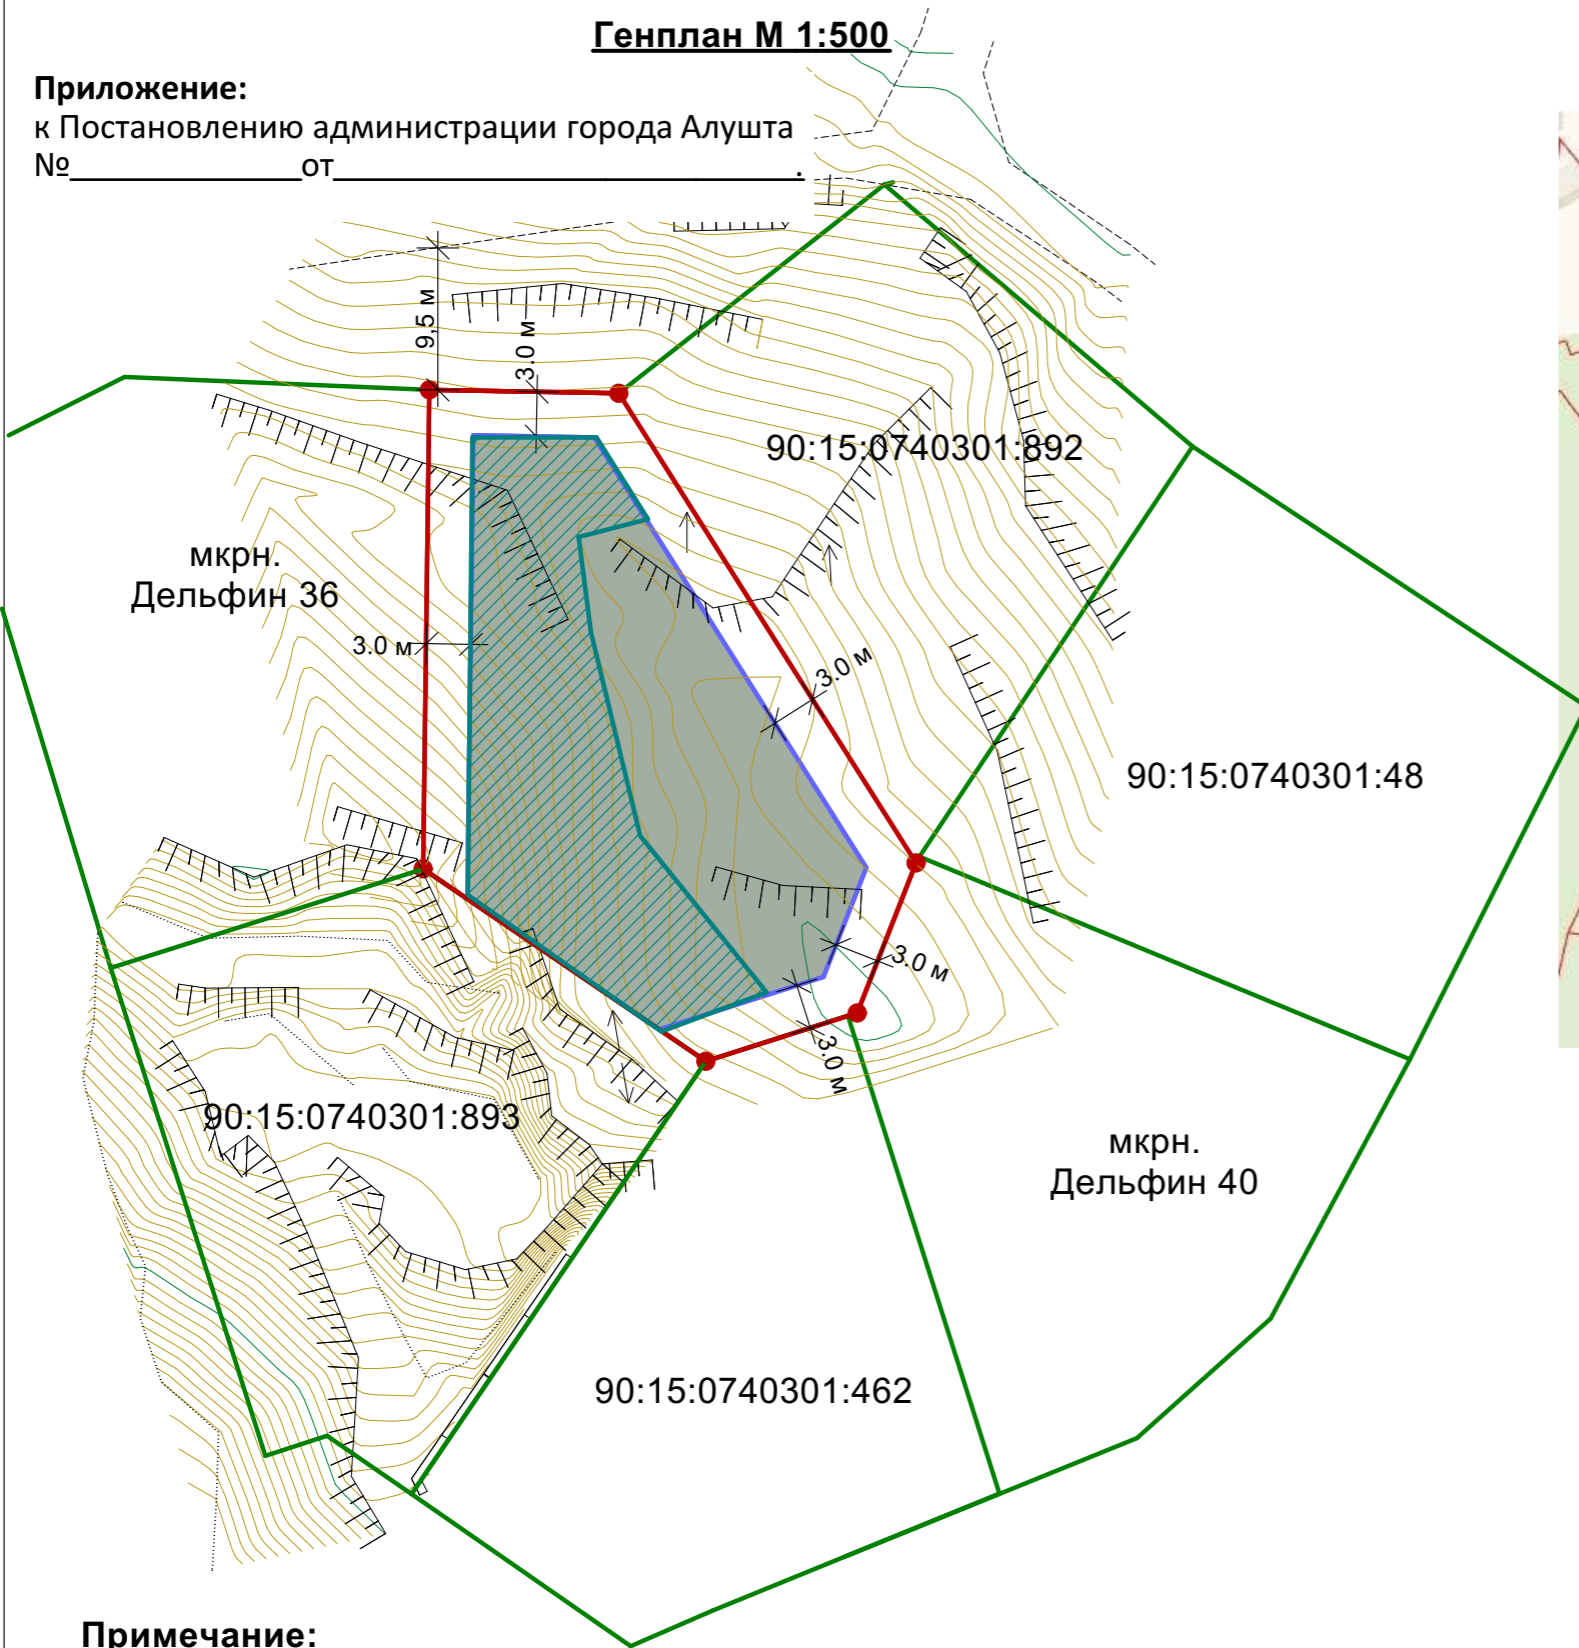 Генплан М 1:500
Приложение:
к Постановлению администрации города Алушта
№_____________от__________________________.
9,5 м
3.0 м
90:15:0740301:892
мкрн.
Дельфин 36
3.0 м
3.0 м
90:15:0740301:48
3.0 м
3.0 м
90:15:0740301:893
мкрн.
Дельфин 40
90:15:0740301:462
Примечание: